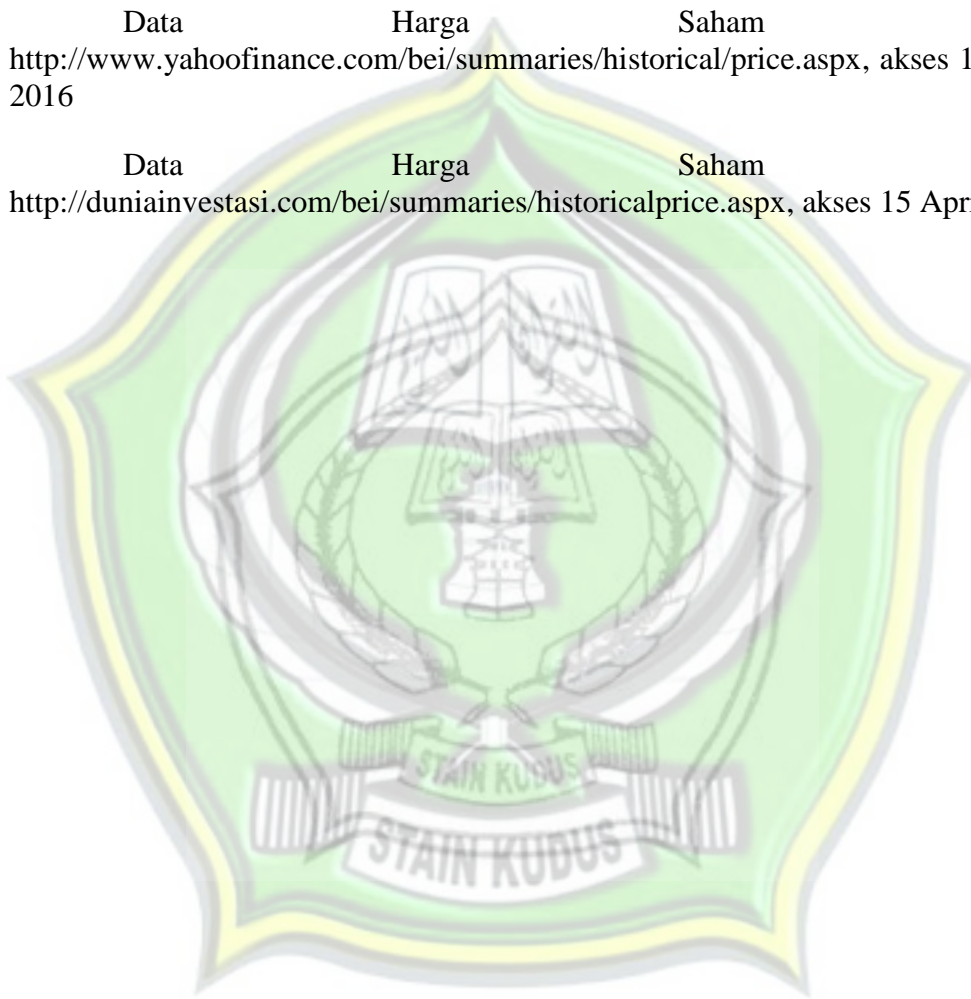 Data Harga Saham
http://www.yahoofinance.com/bei/summaries/historical/price.aspx, akses 1
2016
Data Harga Saham
http://duniainvestasi.com/bei/summaries/historicalprice.aspx, akses 15 Apr
STAIN KUDUS
STAIN KUDUS